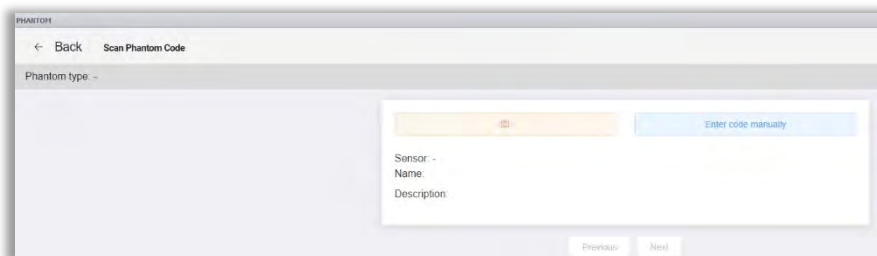 PHANTOM
← Back Scan Phantom Code
Phantom type: -
Enter code manually
Sensor: -
Name:
Description:
Previous Next